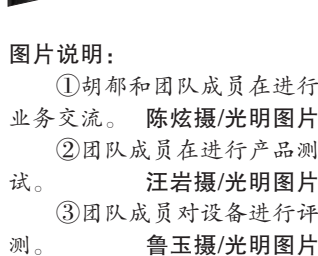 图片说明：
①胡郁和团队成员在进行
业务交流。 陈炫摄/光明图片
②团队成员在进行产品测
试。 汪岩摄/光明图片
③团队成员对设备进行评
测。 鲁玉摄/光明图片